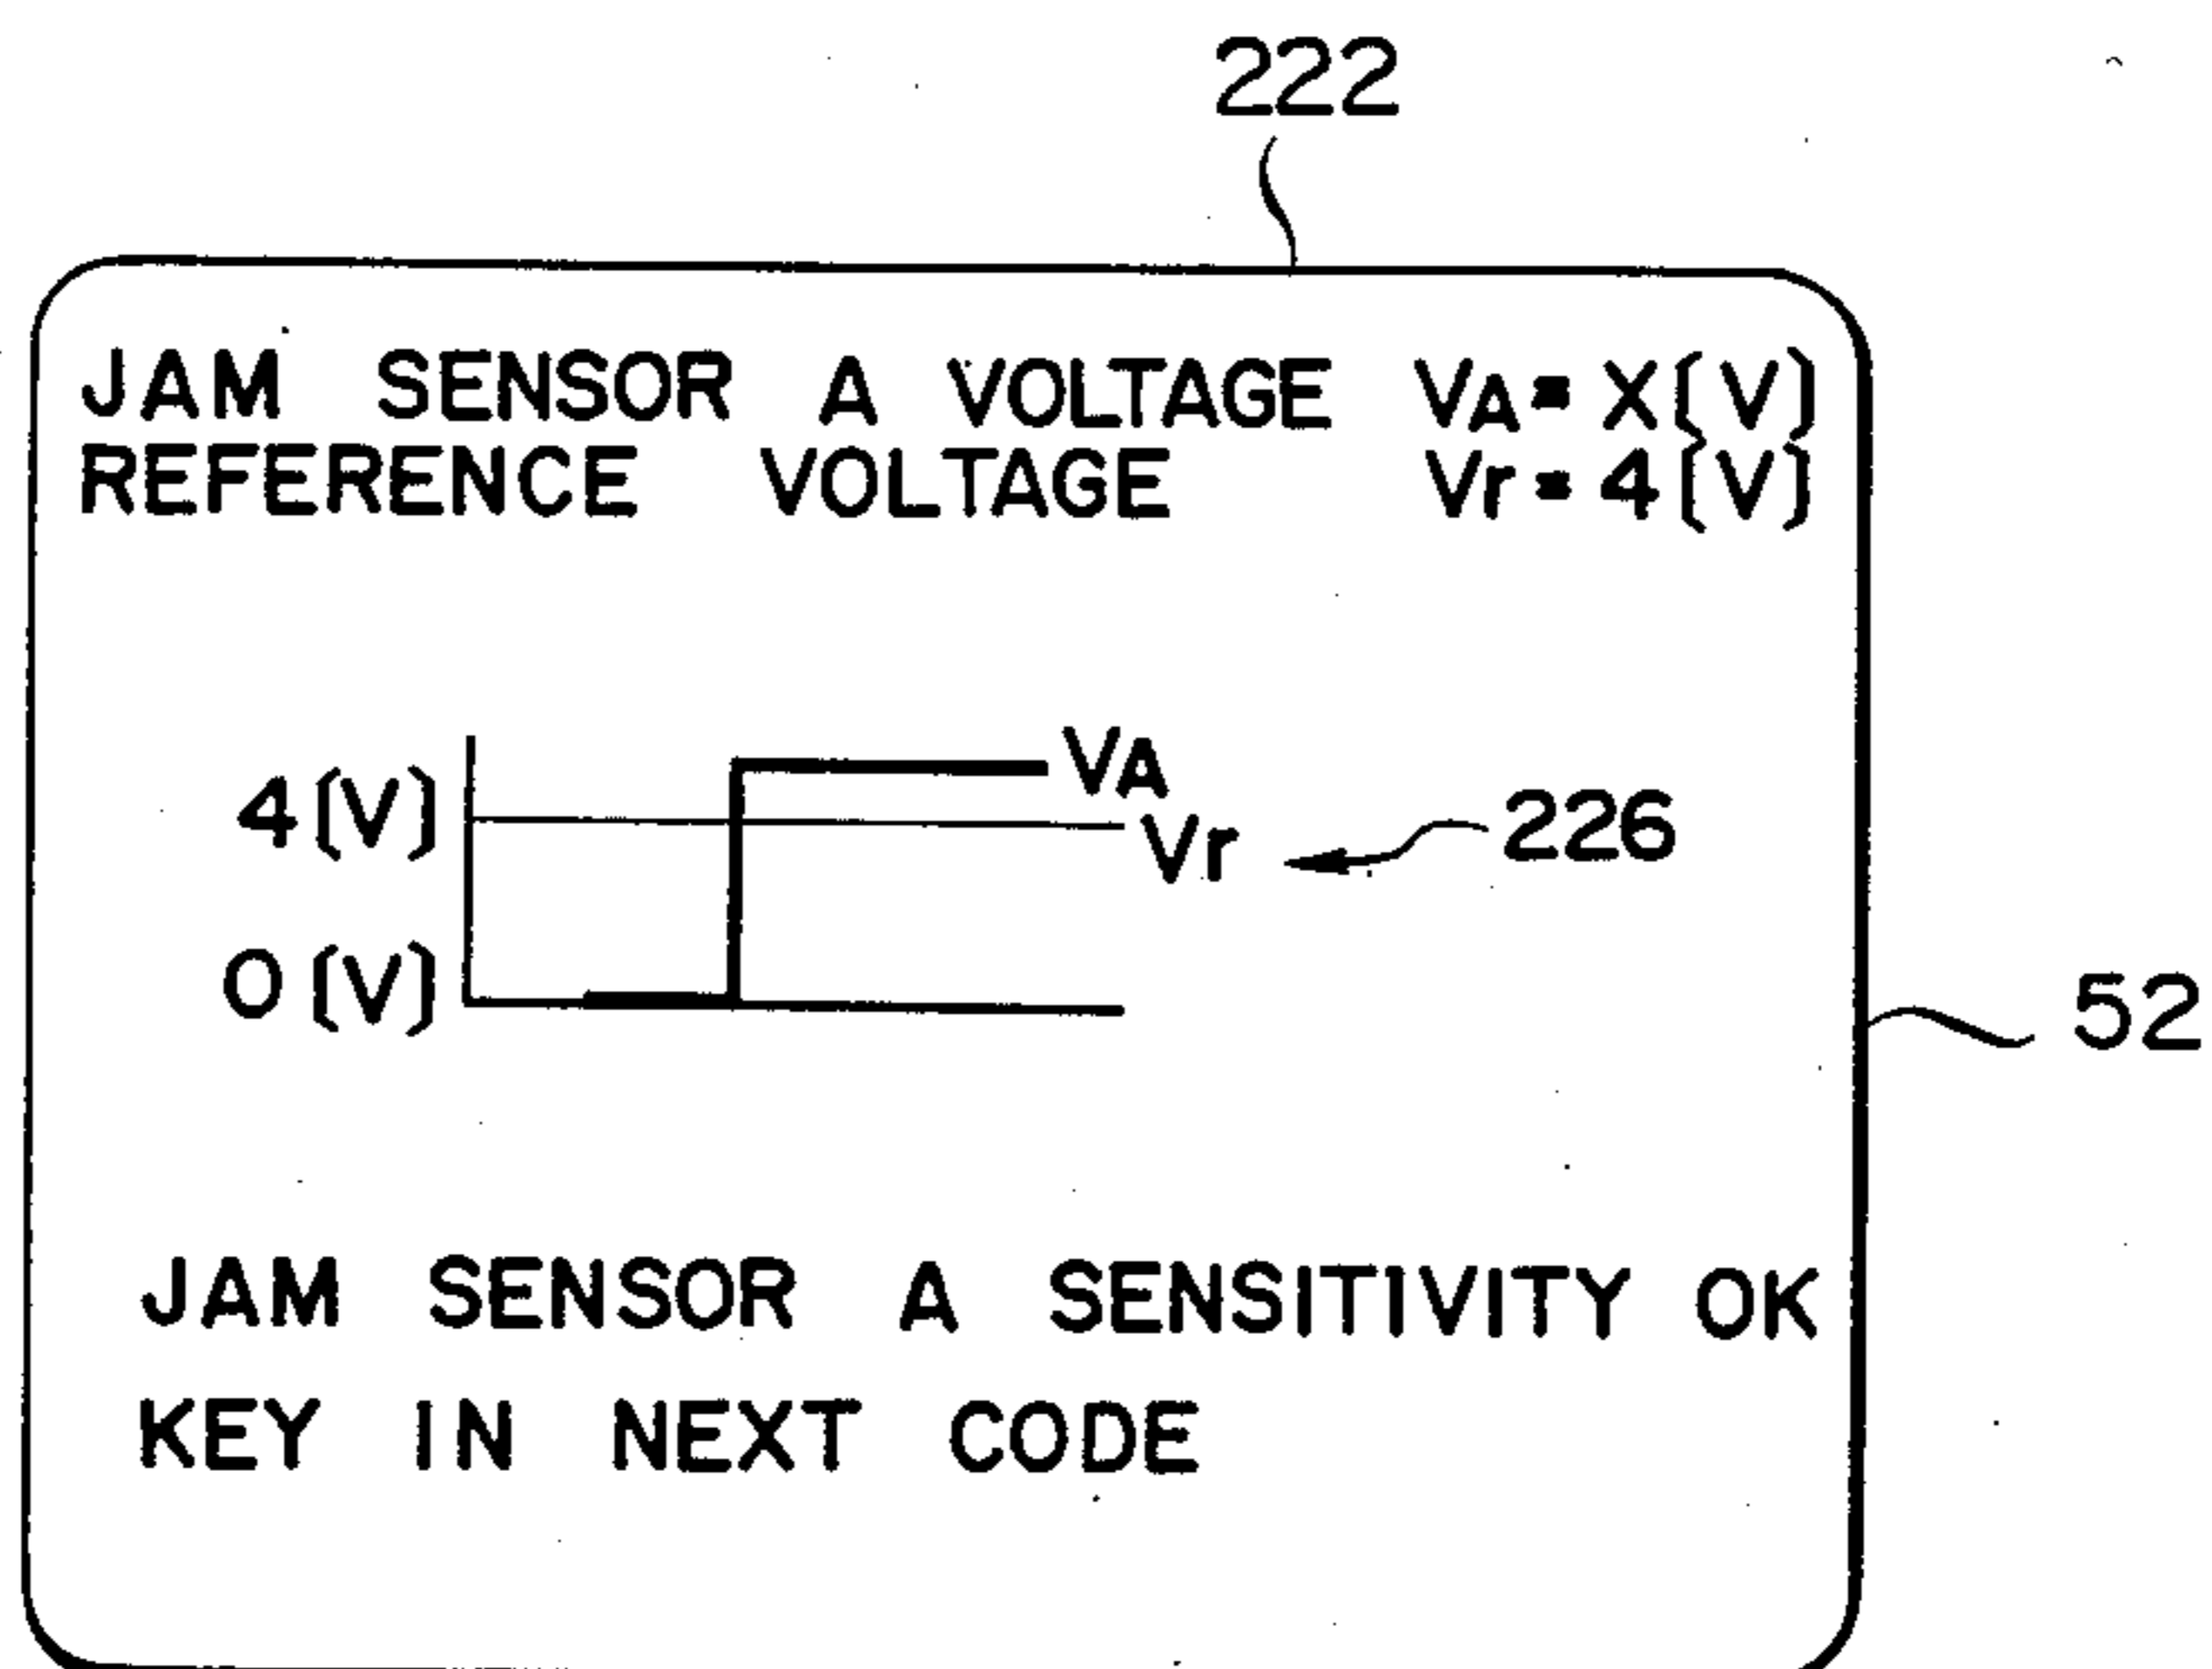 222
JAM SENSOR A VOLTAGE VA = X [V]
REFERENCE VOLTAGE Vr = 4 [V]
VA
4 [V]
Vr
226
0 [V]
52
JAM SENSOR A SENSITIVITY OK
KEY IN NEXT CODE